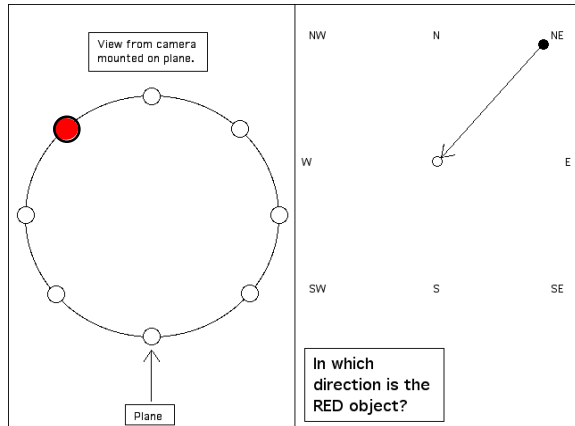 View from camera
mounted on plane.
Plane
NW N NE
W E
SW S SE
In which
direction is the
RED object?